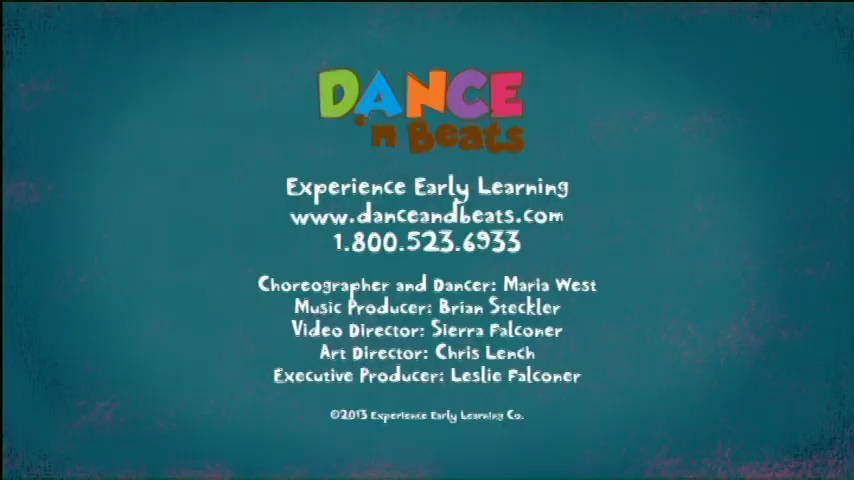 DANCE
'n Beats
Experience Early Learning
www.danceandbeats.com
1.800.523.6933
Choreographer and Dancer: Maria West
Music Producer: Brian Steckler
Video Director: Sierra Falconer
Art Director: Chris Lench
Executive Producer: Leslie Falconer
©2013 Experience Early Learning Co.